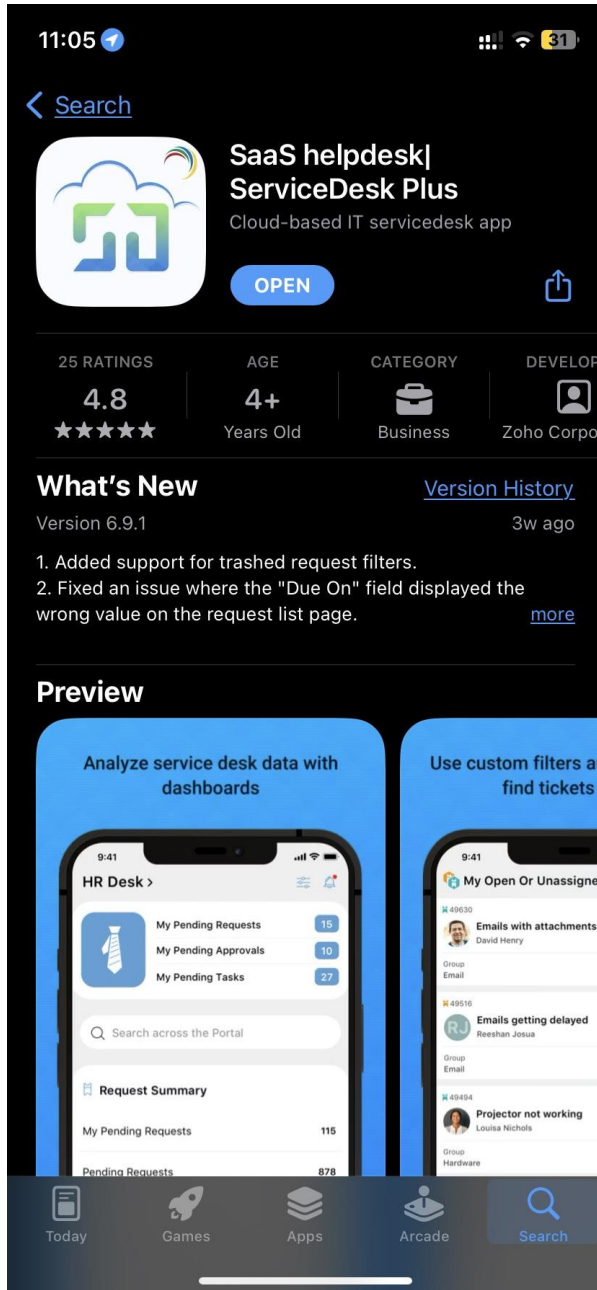 11:05
31
Search
SaaS helpdesk|
ServiceDesk Plus
Cloud-based IT servicedesk app
OPEN
25 RATINGS
4.8
AGE
4+
Years Old
CATEGORY
Business
DEVELOP
Zoho Corpo
What's New
Version History
Version 6.9.1
3w ago
1. Added support for trashed request filters.
2. Fixed an issue where the "Due On" field displayed the
wrong value on the request list page.
more
Preview
Analyze service desk data with
dashboards
9:41
HR Desk >
My Pending Requests 15
My Pending Approvals 10
My Pending Tasks 27
Search across the Portal
Request Summary
My Pending Requests 115
Pending Requests 878
Use custom filters a
find tickets
9:41
My Open Or Unassigne
49630
Emails with attachments
David Henry
Group
Email
49516
RJ
Emails getting delayed
Reeshan Josua
Group
Email
49494
Projector not working
Louisa Nichols
Group
Hardware
Today
Games
Apps
Arcade
Search